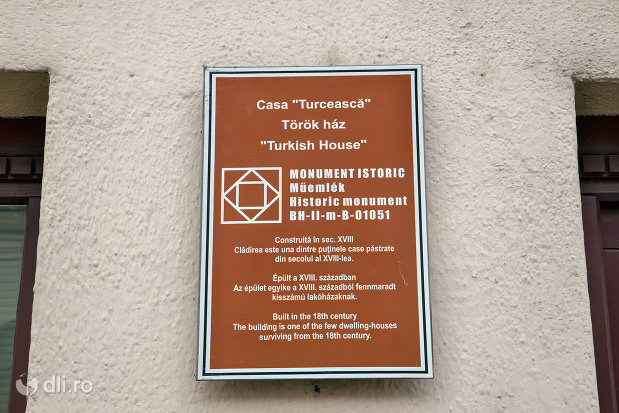 Casa "Turcească"
Török ház
"Turkish House"
MONUMENT ISTORIC
Műemlék
Historic monument
BH-II-m-B-01051
Construită în sec. XVIII
Clădirea este una dintre puţinele case păstrate
din secolul al XVIII-lea.
Épült a XVIII. században
Az épület egyike a XVIII. századból fennmaradt
kisszámú lakóházaknak.
Built in the 18th century
The building is one of the few dwelling-houses
surviving from the 18th century.
dli.ro